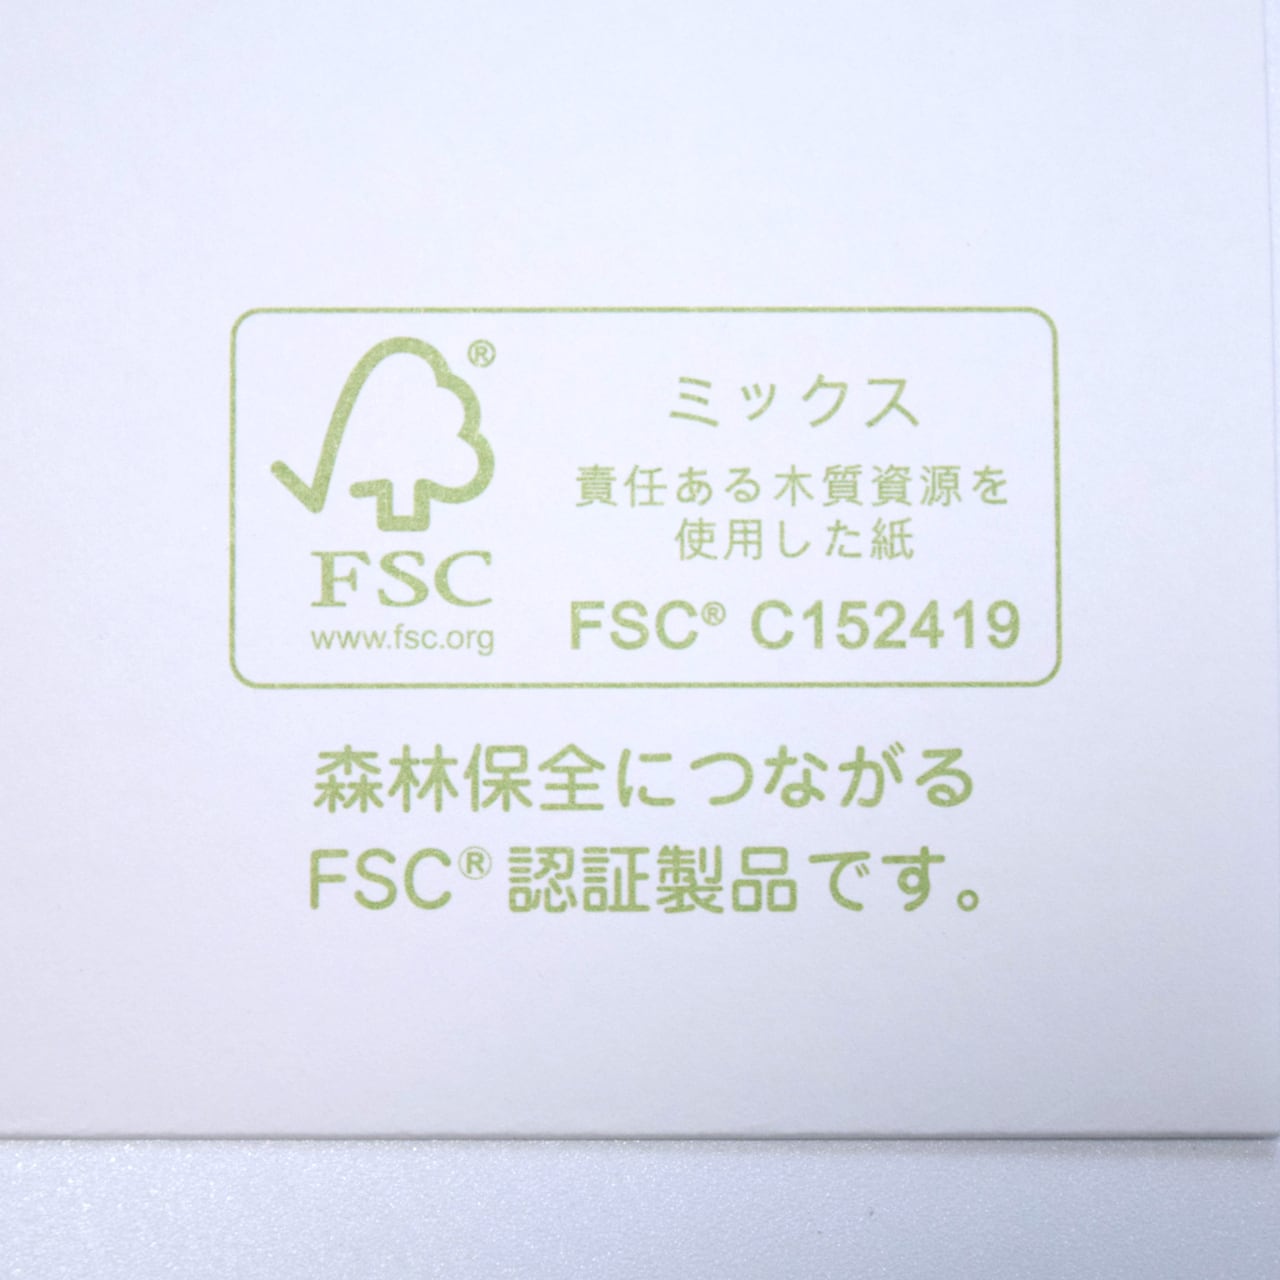 ®
FSC
www.fsc.org
ミックス
責任ある木質資源を
使用した紙
FSC® C152419
森林保全につながる
FSC®認証製品です。